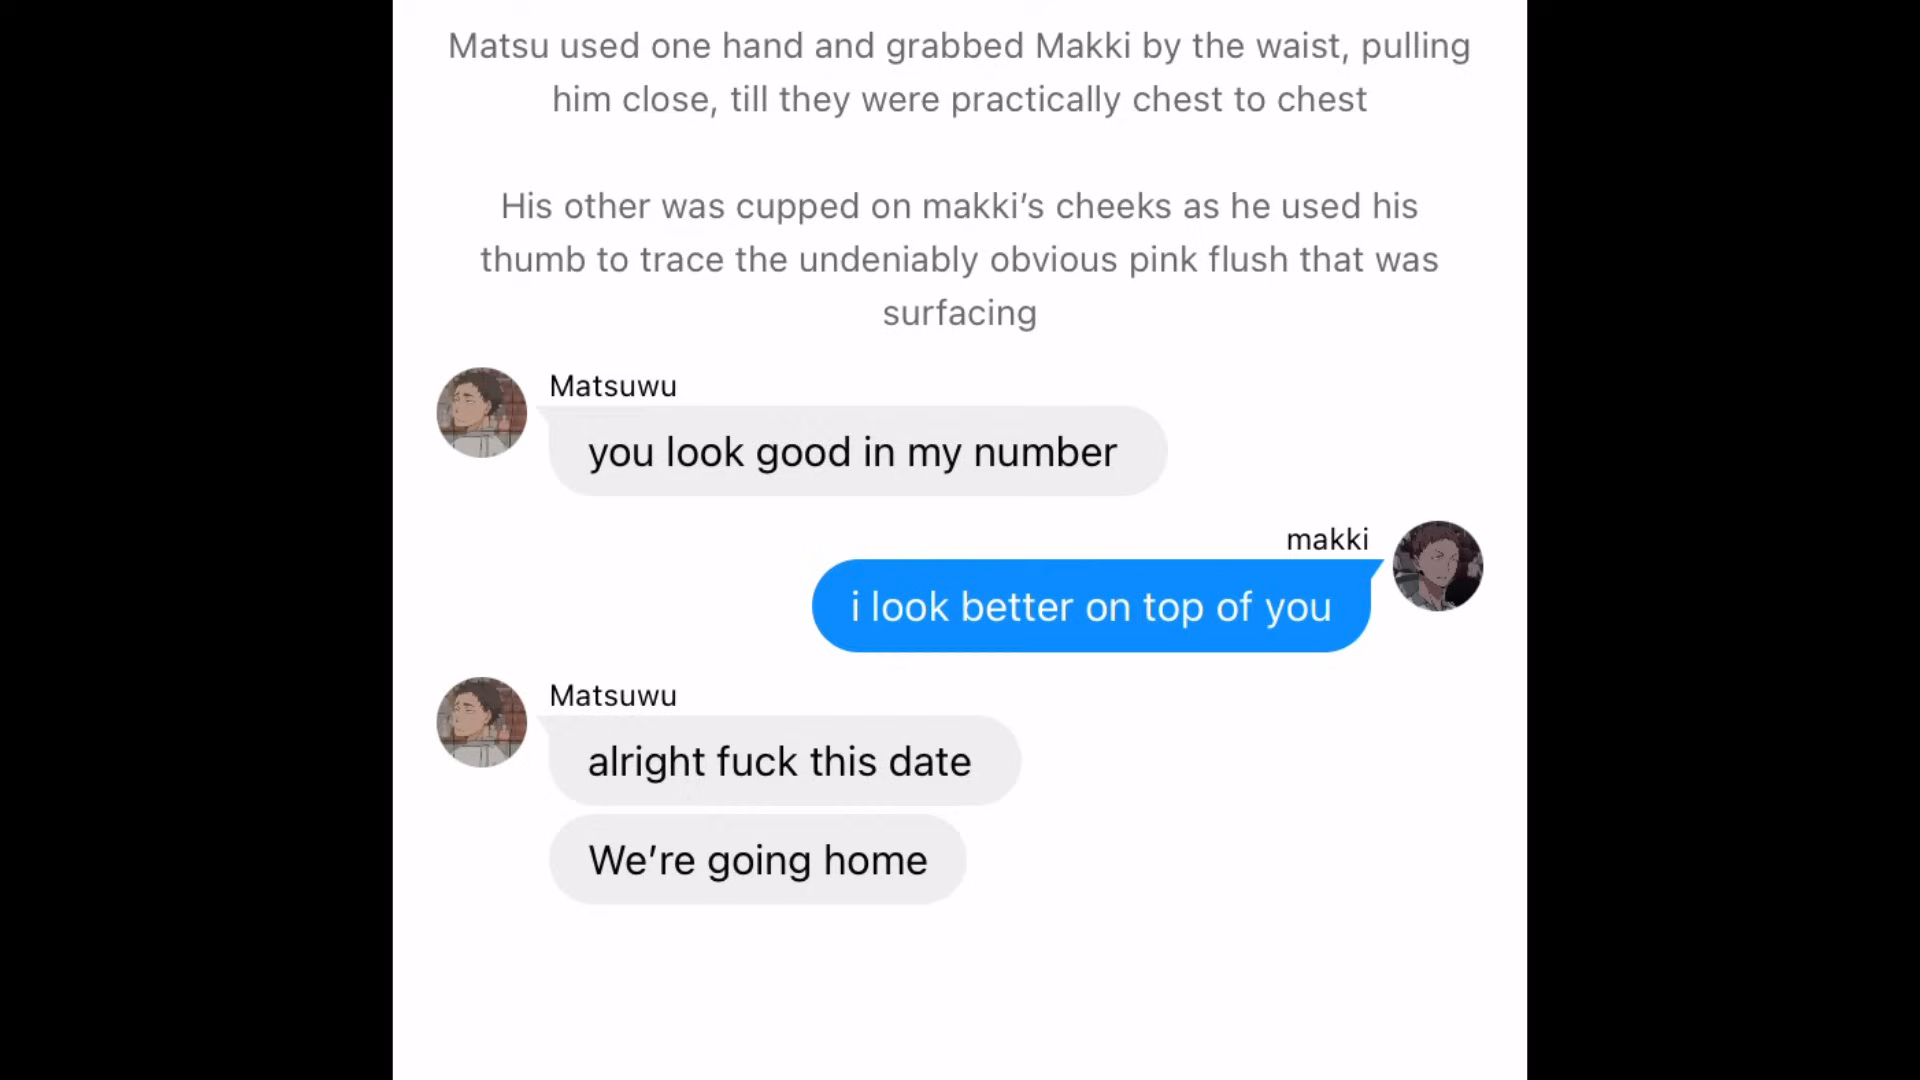 Matsu used one hand and grabbed Makki by the waist, pulling
him close, till they were practically chest to chest
His other was cupped on makki’s cheeks as he used his
thumb to trace the undeniably obvious pink flush that was
surfacing
Matsuwu
you look good in my number
makki
i look better on top of you
Matsuwu
alright fuck this date
We’re going home